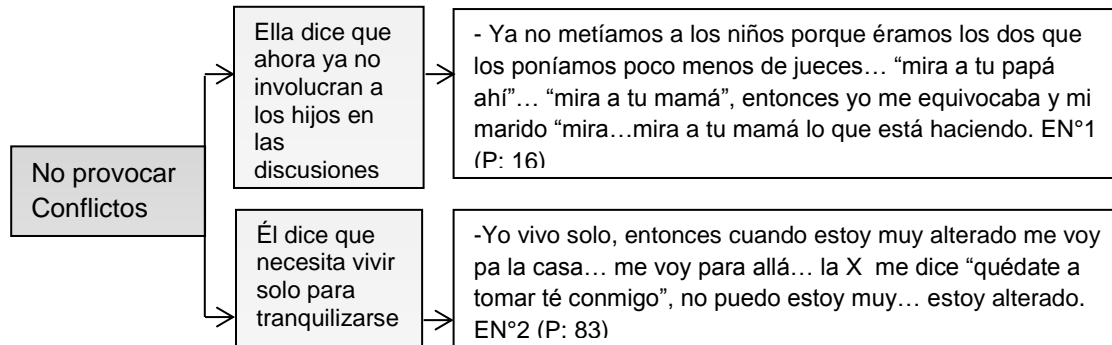 No provocar
Conflictos
Ella dice que
ahora ya no
involucran a
los hijos en
las
discusiones
- Ya no metíamos a los niños porque éramos los dos que
los poníamos poco menos de jueces… “mira a tu papá
ahí”… “mira a tu mamá”, entonces yo me equivocaba y mi
marido “mira…mira a tu mamá lo que está haciendo. EN°1
(P: 16)
Él dice que
necesita vivir
solo para
tranquilizarse
-Yo vivo solo, entonces cuando estoy muy alterado me voy
pa la casa… me voy para allá… la X me dice “quédate a
tomar té conmigo”, no puedo estoy muy… estoy alterado.
EN°2 (P: 83)